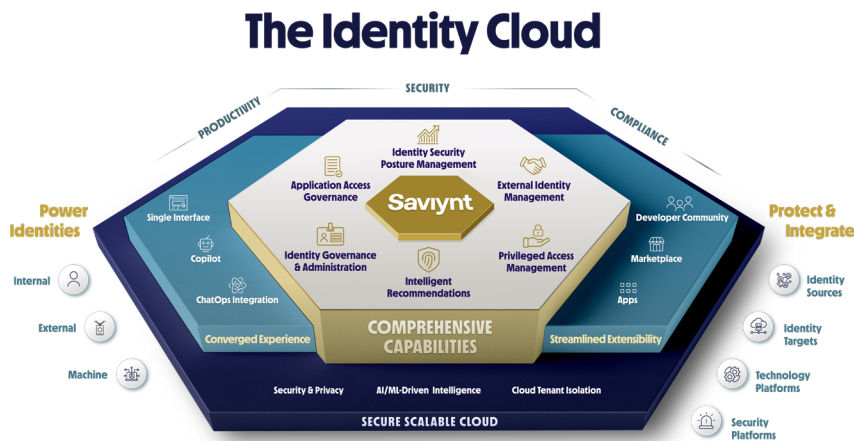 The Identity Cloud
SECURITY
PRODUCTIVITY
COMPLIANCE
Identity Security
Posture Management
Application Access
Governance
External Identity
Management
Saviynt
Identity Governance
& Administration
Privileged Access
Management
Intelligent
Recommendations
COMPREHENSIVE
CAPABILITIES
Single Interface
Copilot
ChatOps Integration
Converged Experience
Developer Community
Marketplace
Apps
Streamlined Extensibility
Power
Identities
Internal
External
Machine
Protect &
Integrate
Identity
Sources
Identity
Targets
Technology
Platforms
Security
Platforms
Security & Privacy
AI/ML-Driven Intelligence
Cloud Tenant Isolation
SECURE SCALABLE CLOUD